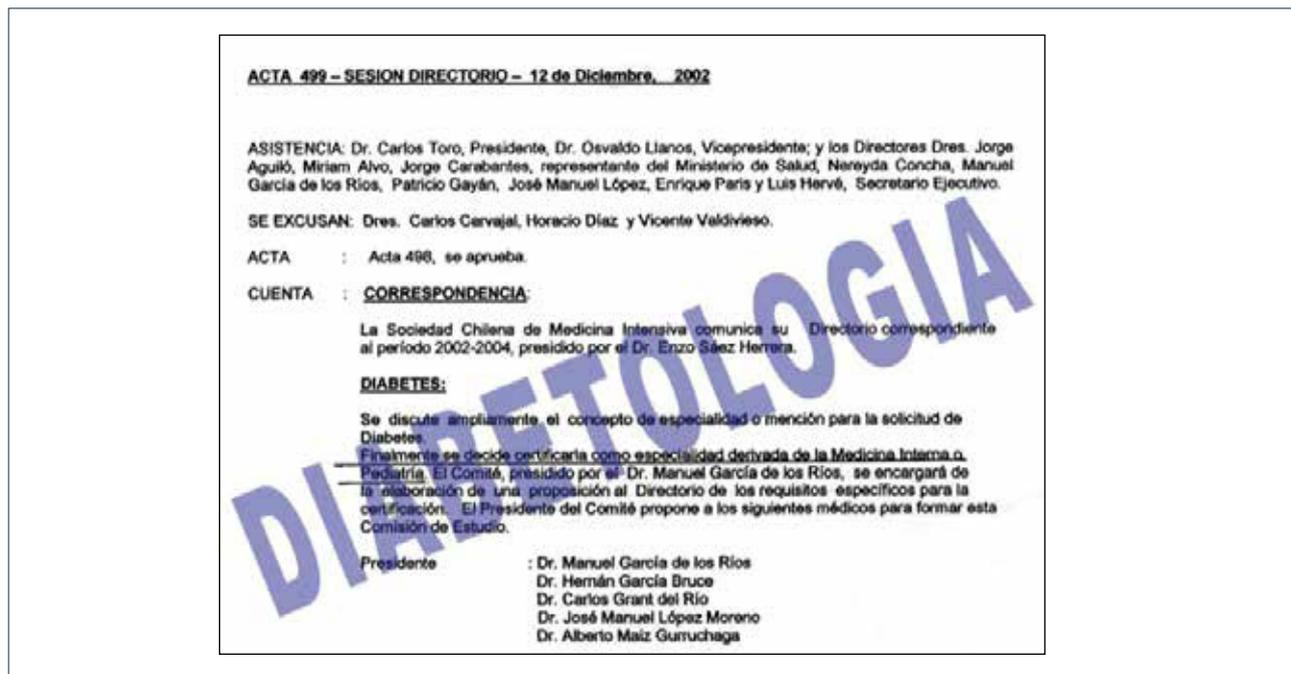 ACTA 499 – SESION DIRECTORIO – 12 de Diciembre, 2002
ASISTENCIA: Dr. Carlos Toro, Presidente, Dr. Osvaldo Llanos, Vicepresidente; y los Directores Dres. Jorge
Aguiló, Miriam Alvo, Jorge Carabantes, representante del Ministerio de Salud, Nereyda Concha, Manuel
García de los Ríos, Patricio Gayán, José Manuel López, Enrique Paris y Luis Hervé, Secretario Ejecutivo.
SE EXCUSAN: Dres. Carlos Carvajal, Horacio Díaz y Vicente Valdivieso.
ACTA : Acta 498, se aprueba.
CUENTA : CORRESPONDENCIA:
La Sociedad Chilena de Medicina Intensiva comunica su Directorio correspondiente
al período 2002-2004, presidido por el Dr. Enzo Sáez Herrera.
DIABETES:
Se discute ampliamente el concepto de especialidad o mención para la solicitud de
Diabetes.
Finalmente se decide certificarla como especialidad derivada de la Medicina Interna o
Pediatría. El Comité, presidido por el Dr. Manuel García de los Ríos, se encargará de
la elaboración de una proposición al Directorio de los requisitos específicos para la
certificación. El Presidente del Comité propone a los siguientes médicos para formar esta
Comisión de Estudio.
Presidente : Dr. Manuel García de los Ríos
Dr. Hernán García Bruce
Dr. Carlos Grant del Río
Dr. José Manuel López Moreno
Dr. Alberto Maiz Gurruchaga
DIABETOLOGIA